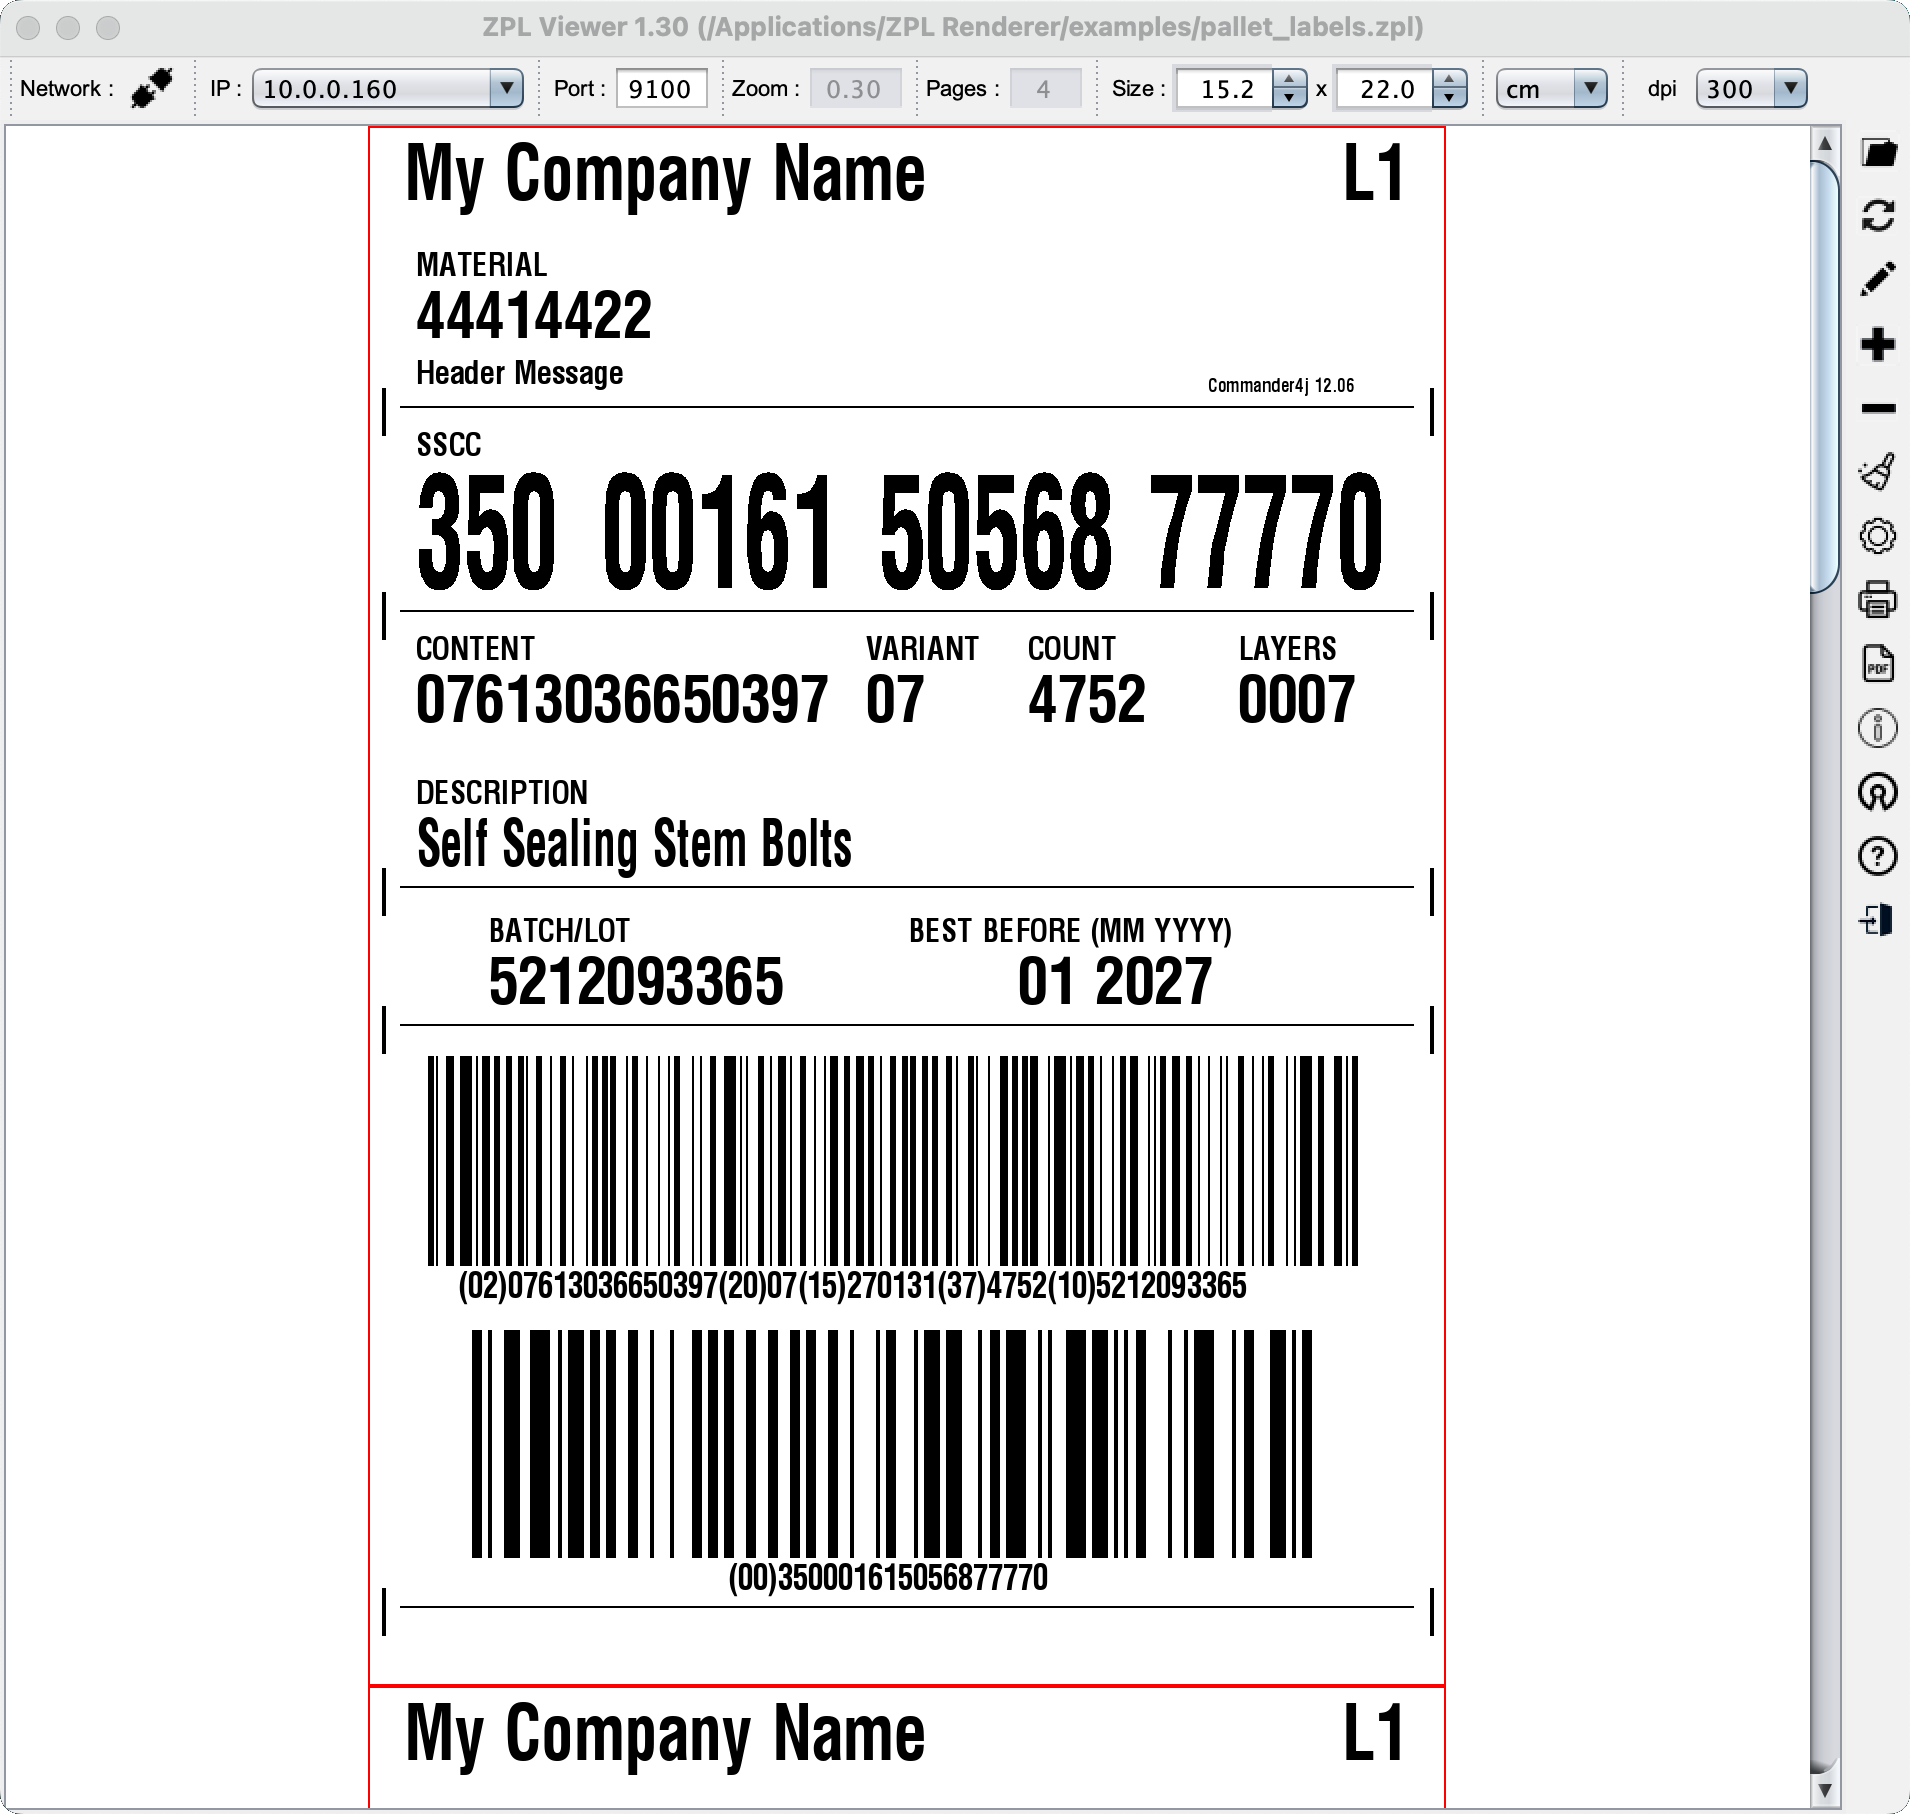 ZPL Viewer 1.30 (/Applications/ZPL Renderer/examples/pallet_labels.zpl)
Network : IP : 10.0.0.160 Port : 9100 Zoom : 0.30 Pages : 4 Size : 15.2 x 22.0 cm dpi 300
My Company Name L1
MATERIAL
44414422
Header Message
Commander4j 12.06
SSCC
350 00161 50568 77770
CONTENT VARIANT COUNT LAYERS
07613036650397 07 4752 0007
DESCRIPTION
Self Sealing Stem Bolts
BATCH/LOT BEST BEFORE (MM YYYY)
5212093365 01 2027
(02)07613036650397(20)07(15)270131(37)4752(10)5212093365
(00)350001615056877770
My Company Name L1
PDF